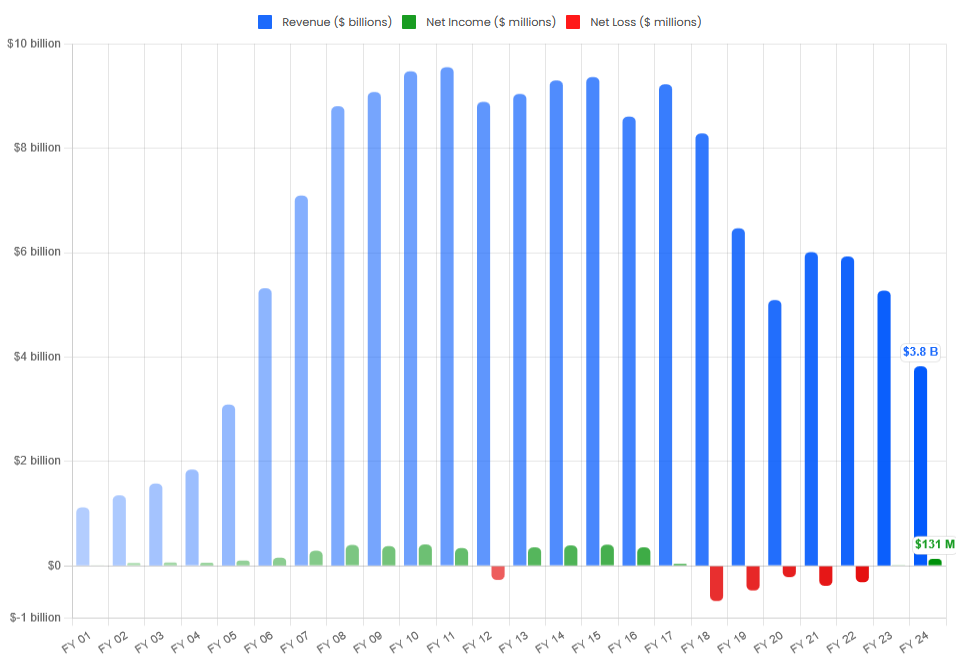 Revenue ($ billions) Net Income ($ millions) Net Loss ($ millions)
$10 billion
$8 billion
$6 billion
$4 billion
$2 billion
$0
$-1 billion
$3.8 B
$131 M
FY 01 FY 02 FY 03 FY 04 FY 05 FY 06 FY 07 FY 08 FY 09 FY 10 FY 11 FY 12 FY 13 FY 14 FY 15 FY 16 FY 17 FY 18 FY 19 FY 20 FY 21 FY 22 FY 23 FY 24